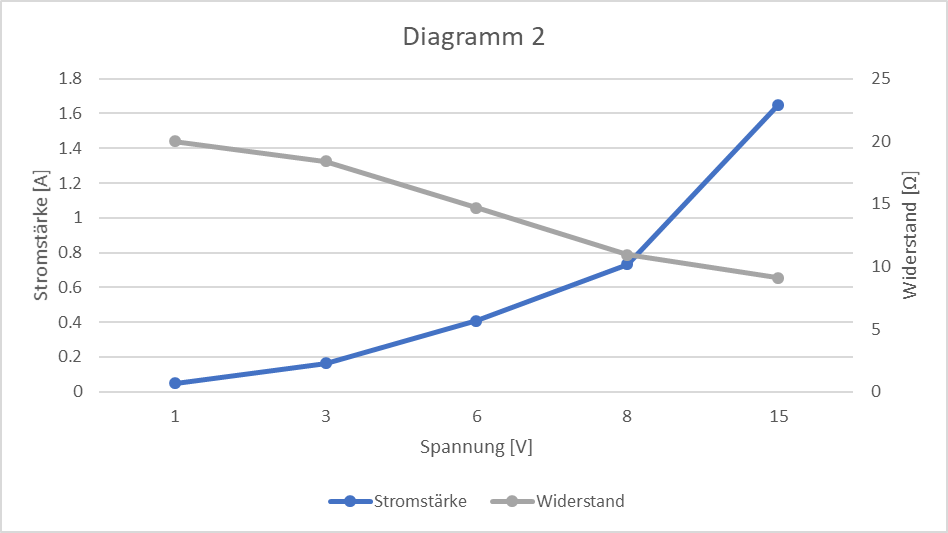 Diagramm 2
1.8
1.6
1.4
1.2
1
0.8
0.6
0.4
0.2
0
Stromstärke [A]
25
20
15
10
5
0
Widerstand [Ω]
1 3 6 8 15
Spannung [V]
Stromstärke Widerstand